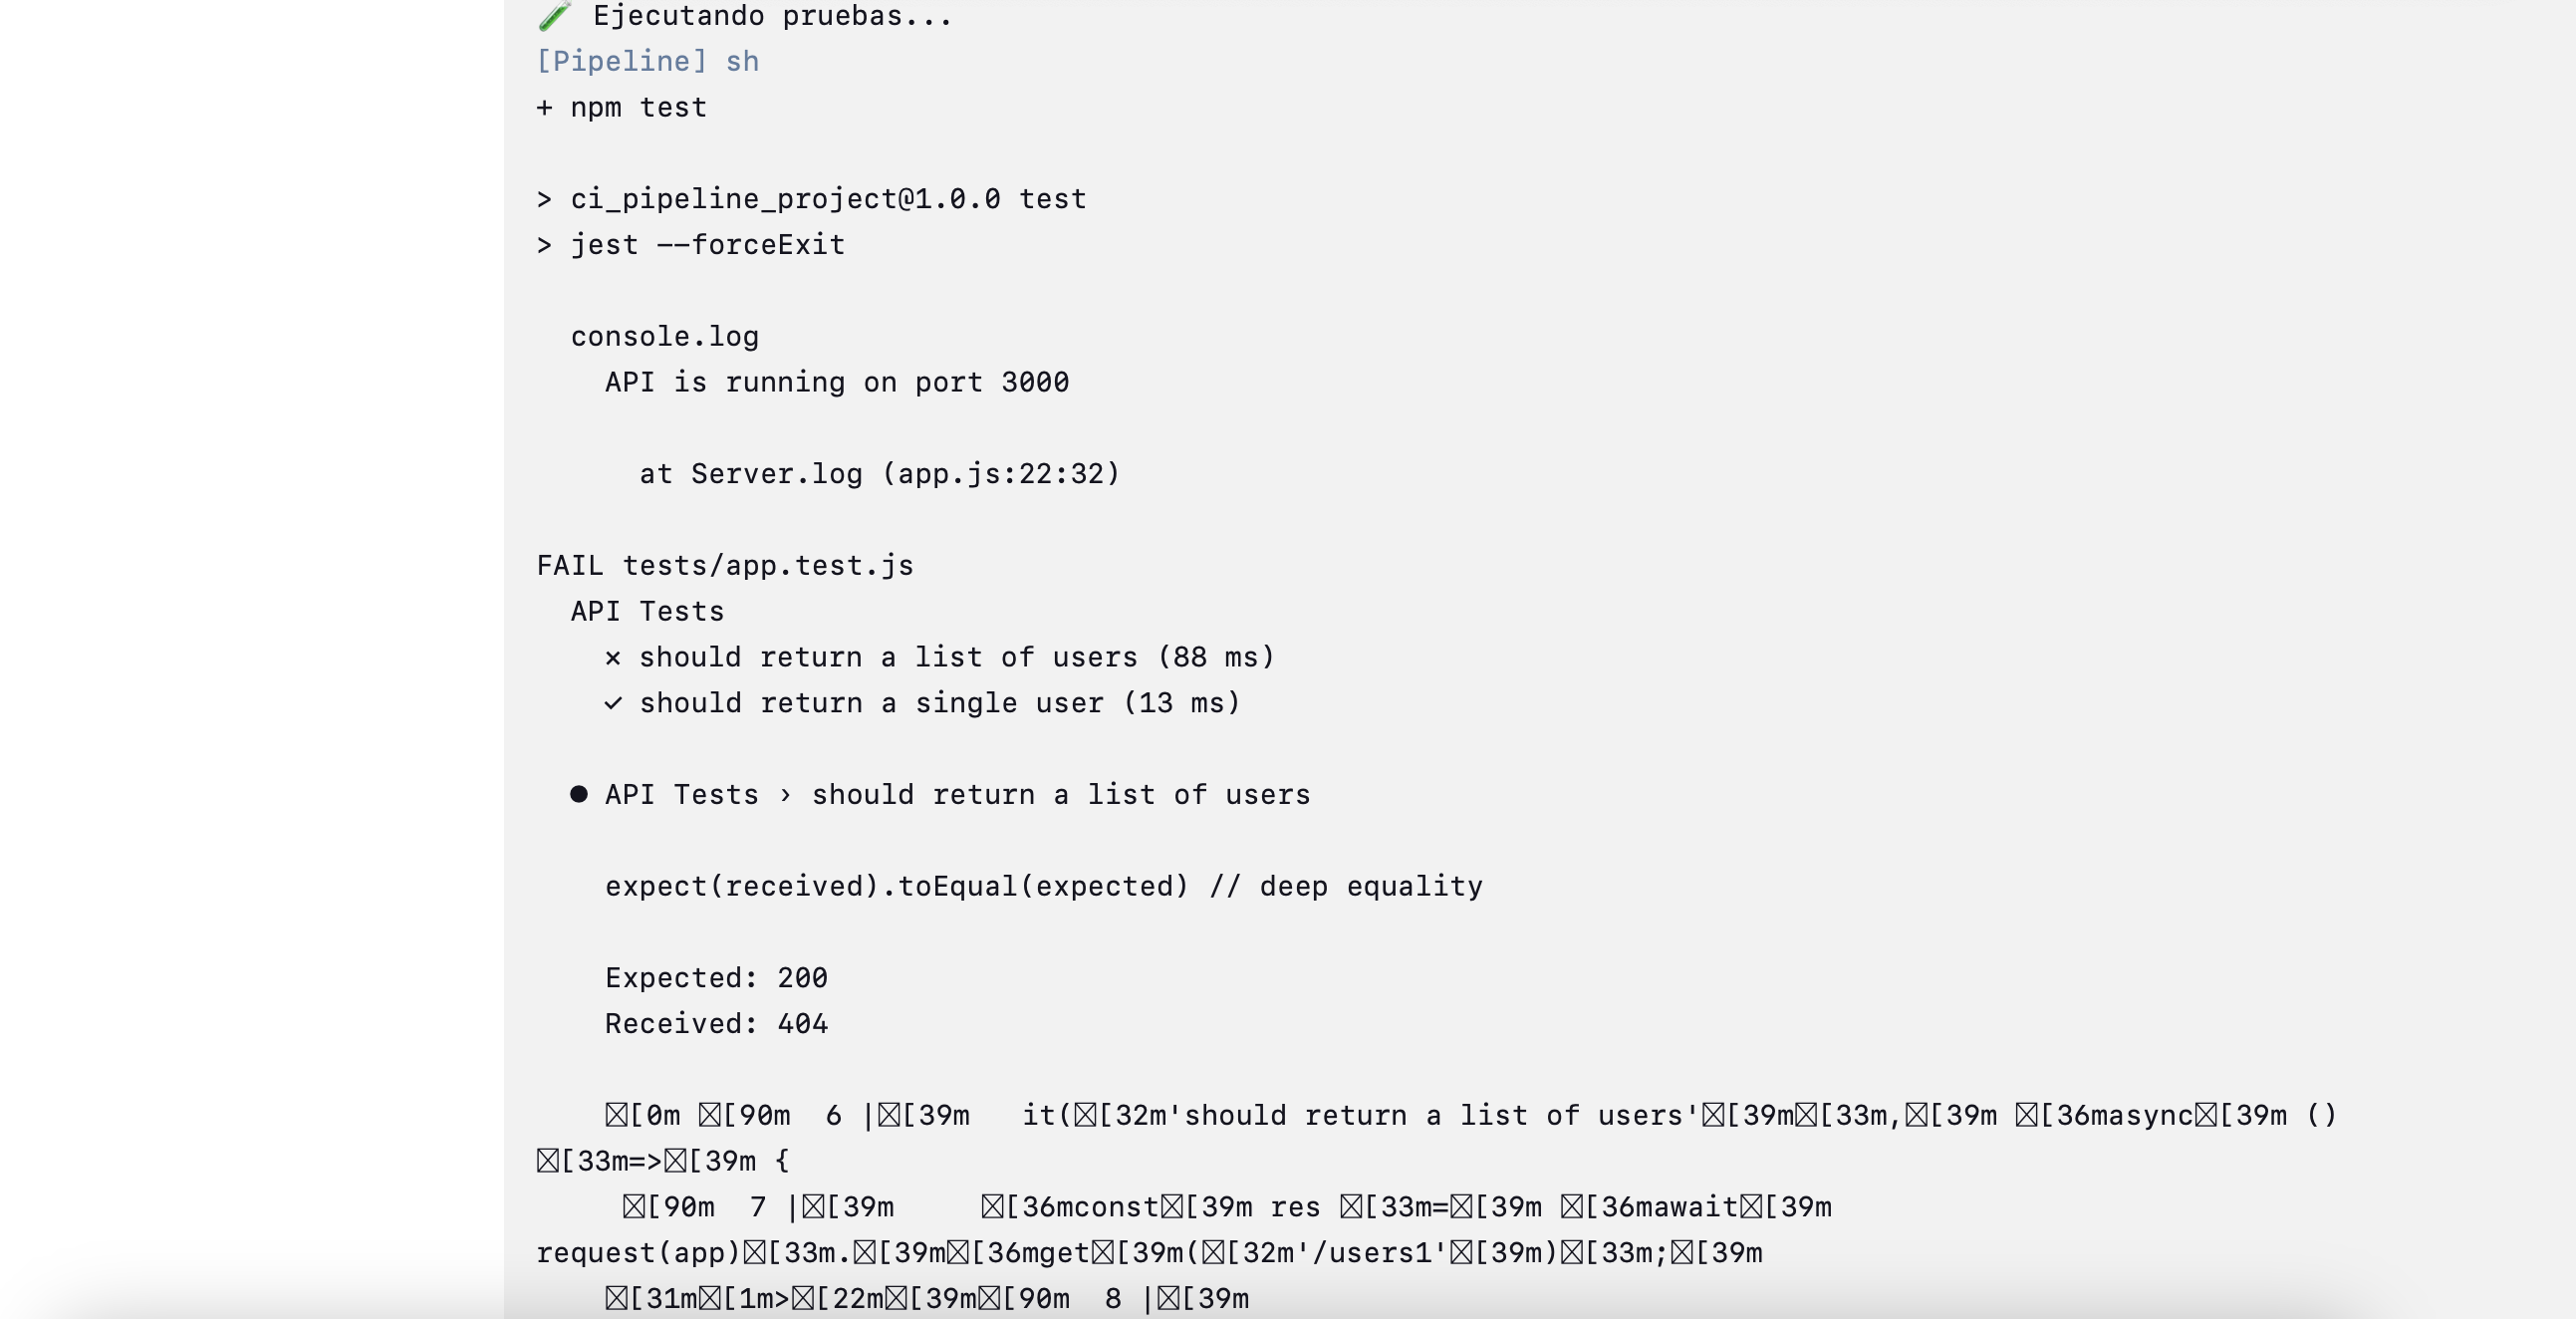 🧪 Ejecutando pruebas...
[Pipeline] sh
+ npm test
> ci_pipeline_project@1.0.0 test
> jest --forceExit
console.log
API is running on port 3000
at Server.log (app.js:22:32)
FAIL tests/app.test.js
API Tests
× should return a list of users (88 ms)
✓ should return a single user (13 ms)
● API Tests › should return a list of users
expect(received).toEqual(expected) // deep equality
Expected: 200
Received: 404
☒[0m ☒[90m  6 |☒[39m   it(☒[32m'should return a list of users'☒[39m☒[33m,☒[39m ☒[36masync☒[39m ()
☒[33m=>☒[39m {
☒[90m  7 |☒[39m     ☒[36mconst☒[39m res ☒[33m=☒[39m ☒[36mawait☒[39m
request(app)☒[33m.☒[39m☒[36mget☒[39m(☒[32m'/users1'☒[39m)☒[33m;☒[39m
☒[31m☒[1m>☒[22m☒[39m☒[90m  8 |☒[39m